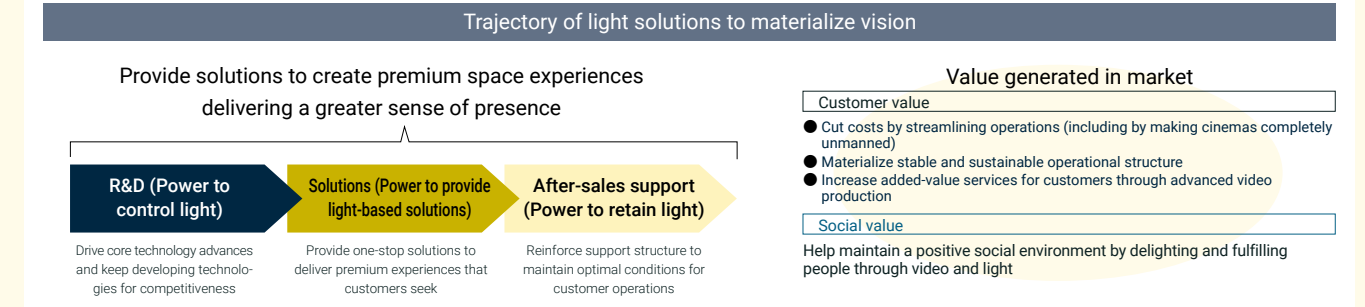 Trajectory of light solutions to materialize vision
Provide solutions to create premium space experiences
delivering a greater sense of presence
R&D (Power to
control light)
Solutions (Power to provide
light-based solutions)
After-sales support
(Power to retain light)
Drive core technology advances
and keep developing technolo-
gies for competitiveness
Provide one-stop solutions to
deliver premium experiences that
customers seek
Reinforce support structure to
maintain optimal conditions for
customer operations
Value generated in market
Customer value
● Cut costs by streamlining operations (including by making cinemas completely
unmanned)
● Materialize stable and sustainable operational structure
● Increase added-value services for customers through advanced video
production
Social value
Help maintain a positive social environment by delighting and fulfilling
people through video and light